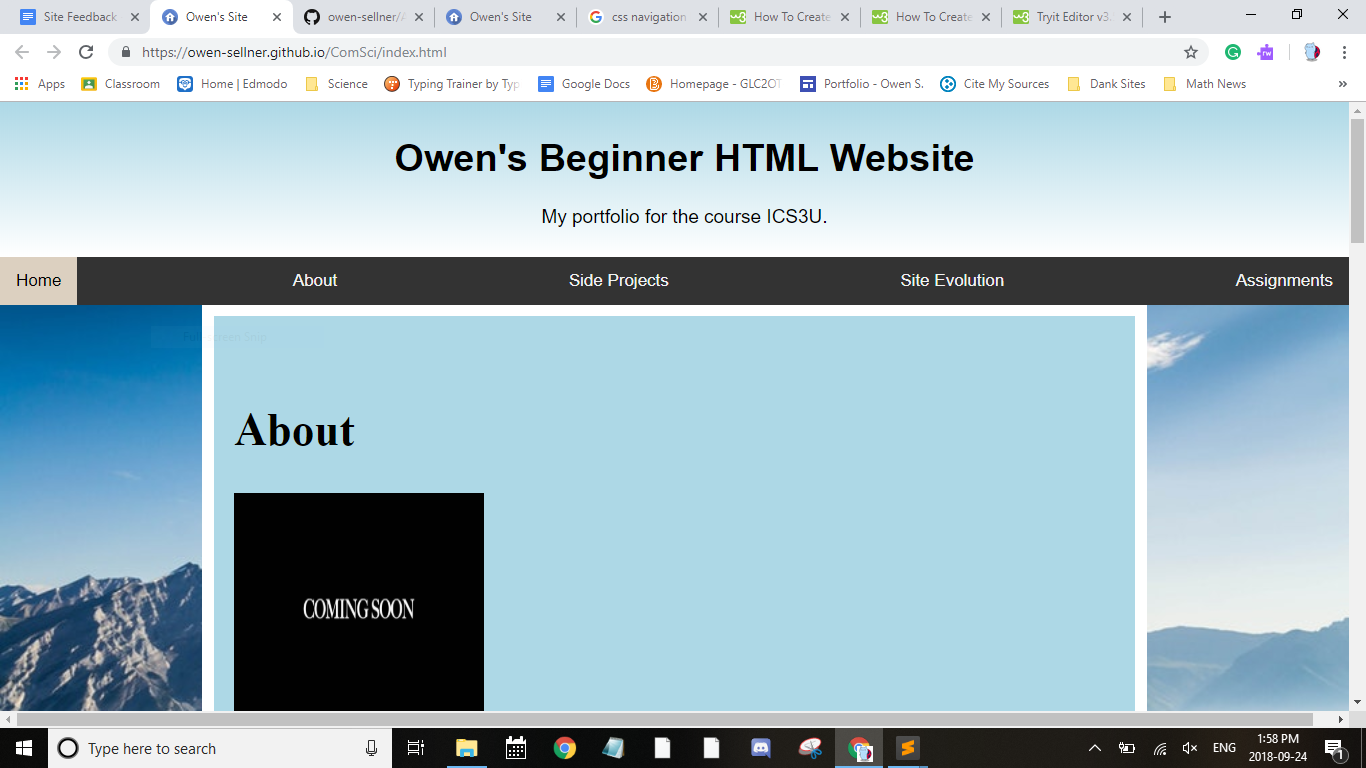 Site Feedback
Owen's Site
owen-sellner/
Owen's Site
css navigation
How To Create
How To Create
Tryit Editor v3.
https://owen-sellner.github.io/ComSci/index.html
Apps
Classroom
Home | Edmodo
Science
Typing Trainer by Typ
Google Docs
Homepage - GLC2OT
Portfolio - Owen S.
Cite My Sources
Dank Sites
Math News
»
Owen's Beginner HTML Website
My portfolio for the course ICS3U.
Home
About
Side Projects
Site Evolution
Assignments
About
COMING SOON
Type here to search
ENG
1:58 PM
2018-09-24
1